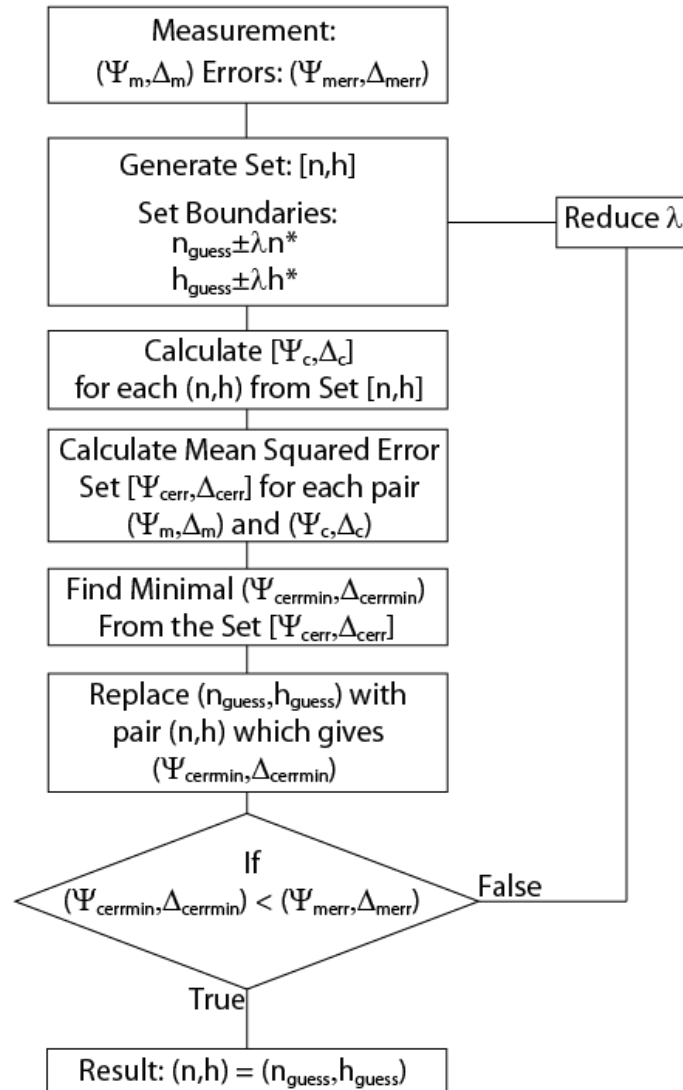 Measurement:
(Ψm,Δm) Errors: (Ψmerr,Δmerr)
Generate Set: [n,h]
Set Boundaries:
nguess±λn*
hguess±λh*
Reduce λ
Calculate [Ψc,Δc]
for each (n,h) from Set [n,h]
Calculate Mean Squared Error
Set [Ψcerr,Δcerr] for each pair
(Ψm,Δm) and (Ψc,Δc)
Find Minimal (Ψcerrmin,Δcerrmin)
From the Set [Ψcerr,Δcerr]
Replace (nguess,hguess) with
pair (n,h) which gives
(Ψcerrmin,Δcerrmin)
If
(Ψcerrmin,Δcerrmin) < (Ψmerr,Δmerr)
False
True
Result: (n,h) = (nguess,hguess)